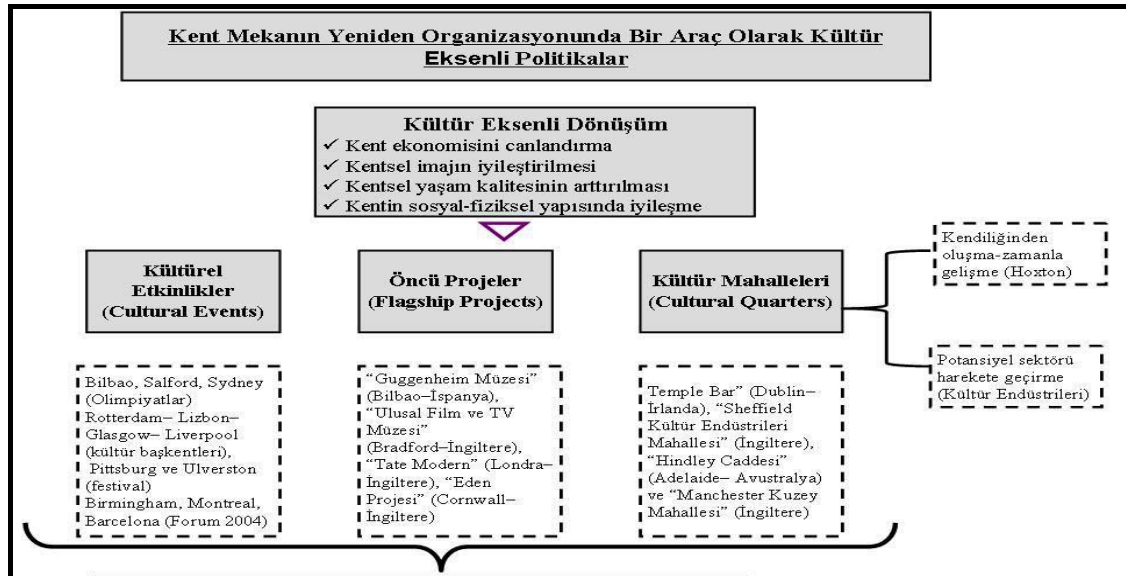 Kent Mekanın Yeniden Organizasyonunda Bir Araç Olarak Kültür
Eksenli Politikalar
Kültür Eksenli Dönüşüm
✓ Kent ekonomisini canlandırma
✓ Kentsel imajın iyileştirilmesi
✓ Kentsel yaşam kalitesinin arttırılması
✓ Kentin sosyal-fiziksel yapısında iyileşme
Kültürel
Etkinlikler
(Cultural Events)
Öncü Projeler
(Flagship Projects)
Kültür Mahalleleri
(Cultural Quarters)
Kendiliğinden
oluşma-zamanla
gelişme (Hoxton)
Potansiyel sektörü
harekete geçirme
(Kültür Endüstrileri)
Bilbao, Salford, Sydney
(Olimpiyatlar)
Rotterdam– Lizbon–
Glasgow– Liverpool
(kültür başkentleri),
Pittsburg ve Ulverston
(festival)
Birmingham, Montreal,
Barcelona (Forum 2004)
“Guggenheim Müzesi”
(Bilbao–İspanya),
“Ulusal Film ve TV
Müzesi”
(Bradford–İngiltere),
“Tate Modern” (Londra–
İngiltere), “Eden
Projesi” (Cornwall–
İngiltere)
Temple Bar” (Dublin–
İrlanda), “Sheffield
Kültür Endüstrileri
Mahallesi” (İngiltere),
“Hindley Caddesi”
(Adelaide– Avustralya)
ve “Manchester Kuzey
Mahallesi” (İngiltere)